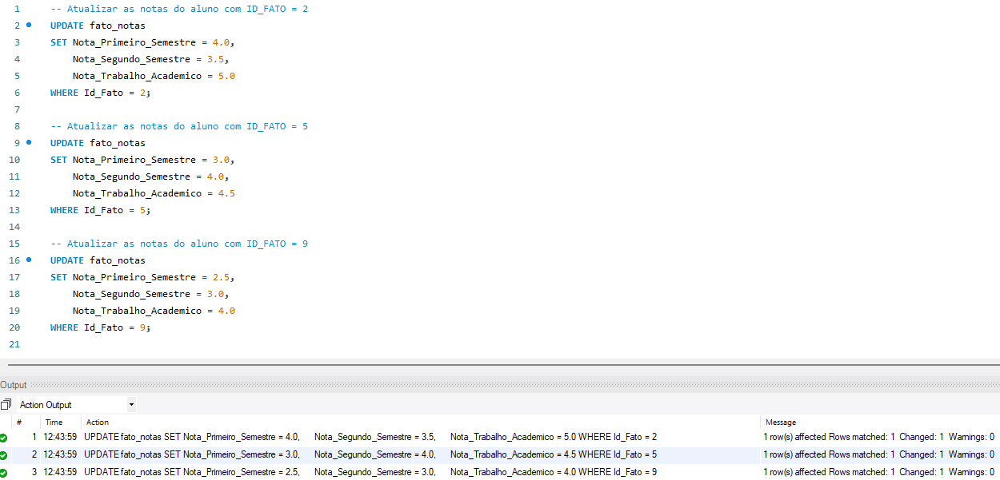 1 -- Atualizar as notas do aluno com ID_FATO = 2
2 UPDATE fato_notas
3 SET Nota_Primeiro_Semestre = 4.0,
4 Nota_Segundo_Semestre = 3.5,
5 Nota_Trabalho_Academico = 5.0
6 WHERE Id_Fato = 2;
7
8 -- Atualizar as notas do aluno com ID_FATO = 5
9 UPDATE fato_notas
10 SET Nota_Primeiro_Semestre = 3.0,
11 Nota_Segundo_Semestre = 4.0,
12 Nota_Trabalho_Academico = 4.5
13 WHERE Id_Fato = 5;
14
15 -- Atualizar as notas do aluno com ID_FATO = 9
16 UPDATE fato_notas
17 SET Nota_Primeiro_Semestre = 2.5,
18 Nota_Segundo_Semestre = 3.0,
19 Nota_Trabalho_Academico = 4.0
20 WHERE Id_Fato = 9;
21
Output
Action Output
# Time Action Message
1 12:43:59 UPDATE fato_notas SET Nota_Primeiro_Semestre = 4.0, Nota_Segundo_Semestre = 3.5, Nota_Trabalho_Academico = 5.0 WHERE Id_Fato = 2 1 row(s) affected Rows matched: 1 Changed: 1 Warnings: 0
2 12:43:59 UPDATE fato_notas SET Nota_Primeiro_Semestre = 3.0, Nota_Segundo_Semestre = 4.0, Nota_Trabalho_Academico = 4.5 WHERE Id_Fato = 5 1 row(s) affected Rows matched: 1 Changed: 1 Warnings: 0
3 12:43:59 UPDATE fato_notas SET Nota_Primeiro_Semestre = 2.5, Nota_Segundo_Semestre = 3.0, Nota_Trabalho_Academico = 4.0 WHERE Id_Fato = 9 1 row(s) affected Rows matched: 1 Changed: 1 Warnings: 0